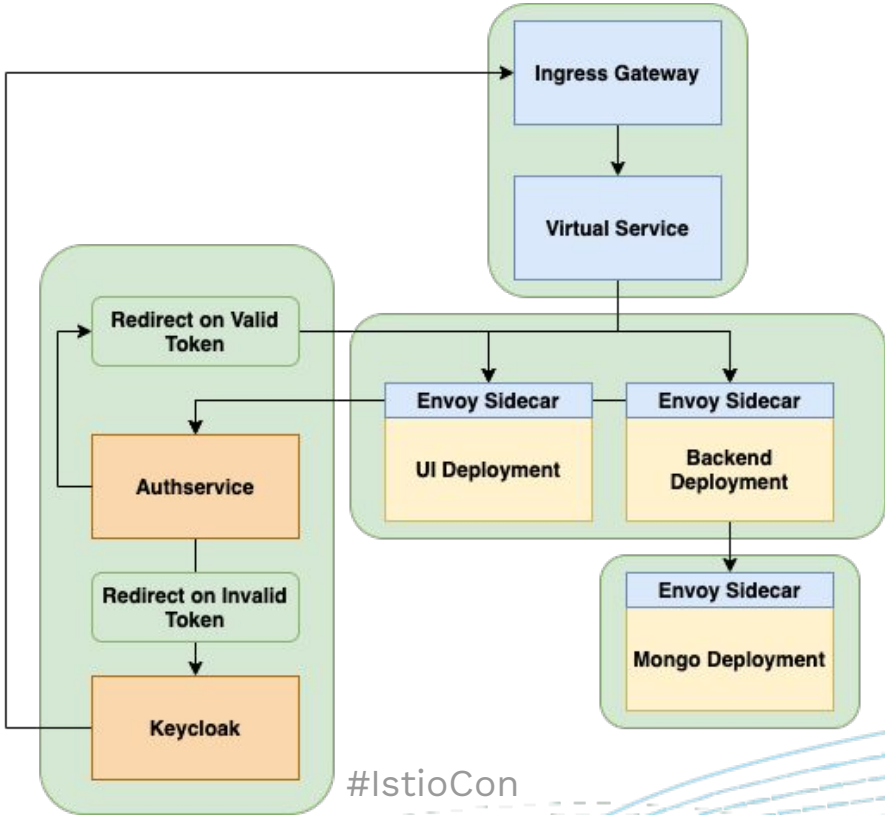 Ingress Gateway
Virtual Service
Redirect on Valid
Token
Envoy Sidecar
Envoy Sidecar
UI Deployment
Backend
Deployment
Authservice
Redirect on Invalid
Token
Envoy Sidecar
Mongo Deployment
Keycloak
#IstioCon